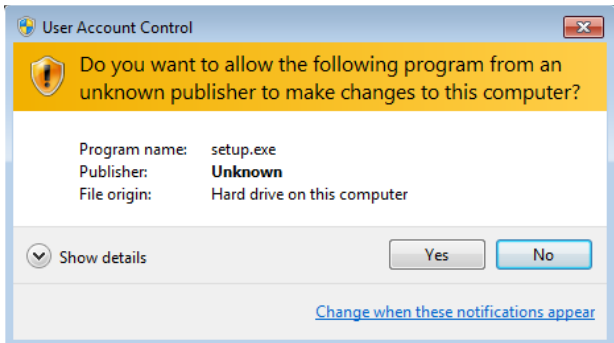 User Account Control
Do you want to allow the following program from an
unknown publisher to make changes to this computer?
Program name: setup.exe
Publisher: Unknown
File origin: Hard drive on this computer
Show details
Yes No
Change when these notifications appear